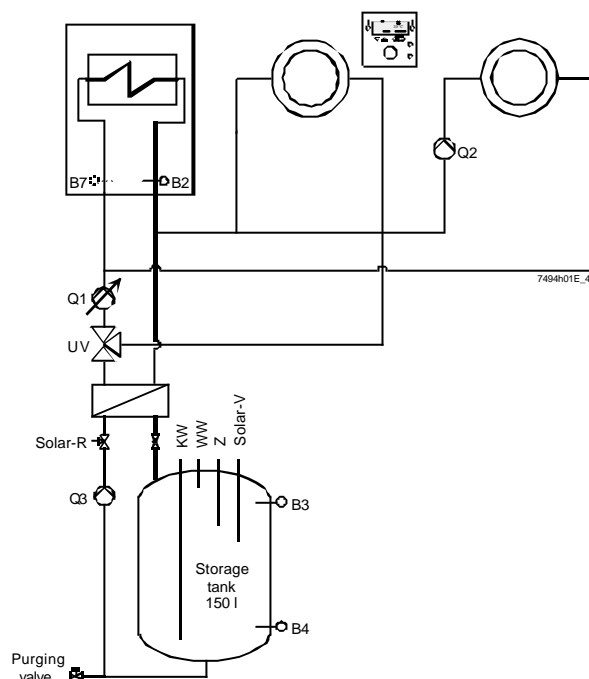 Q2
B7
B2
7494h01E_4
Q1
UV
Solar-R
KW
WW
Z
Solar-V
Q3
B3
Storage
tank
150 l
B4
Purging
valve